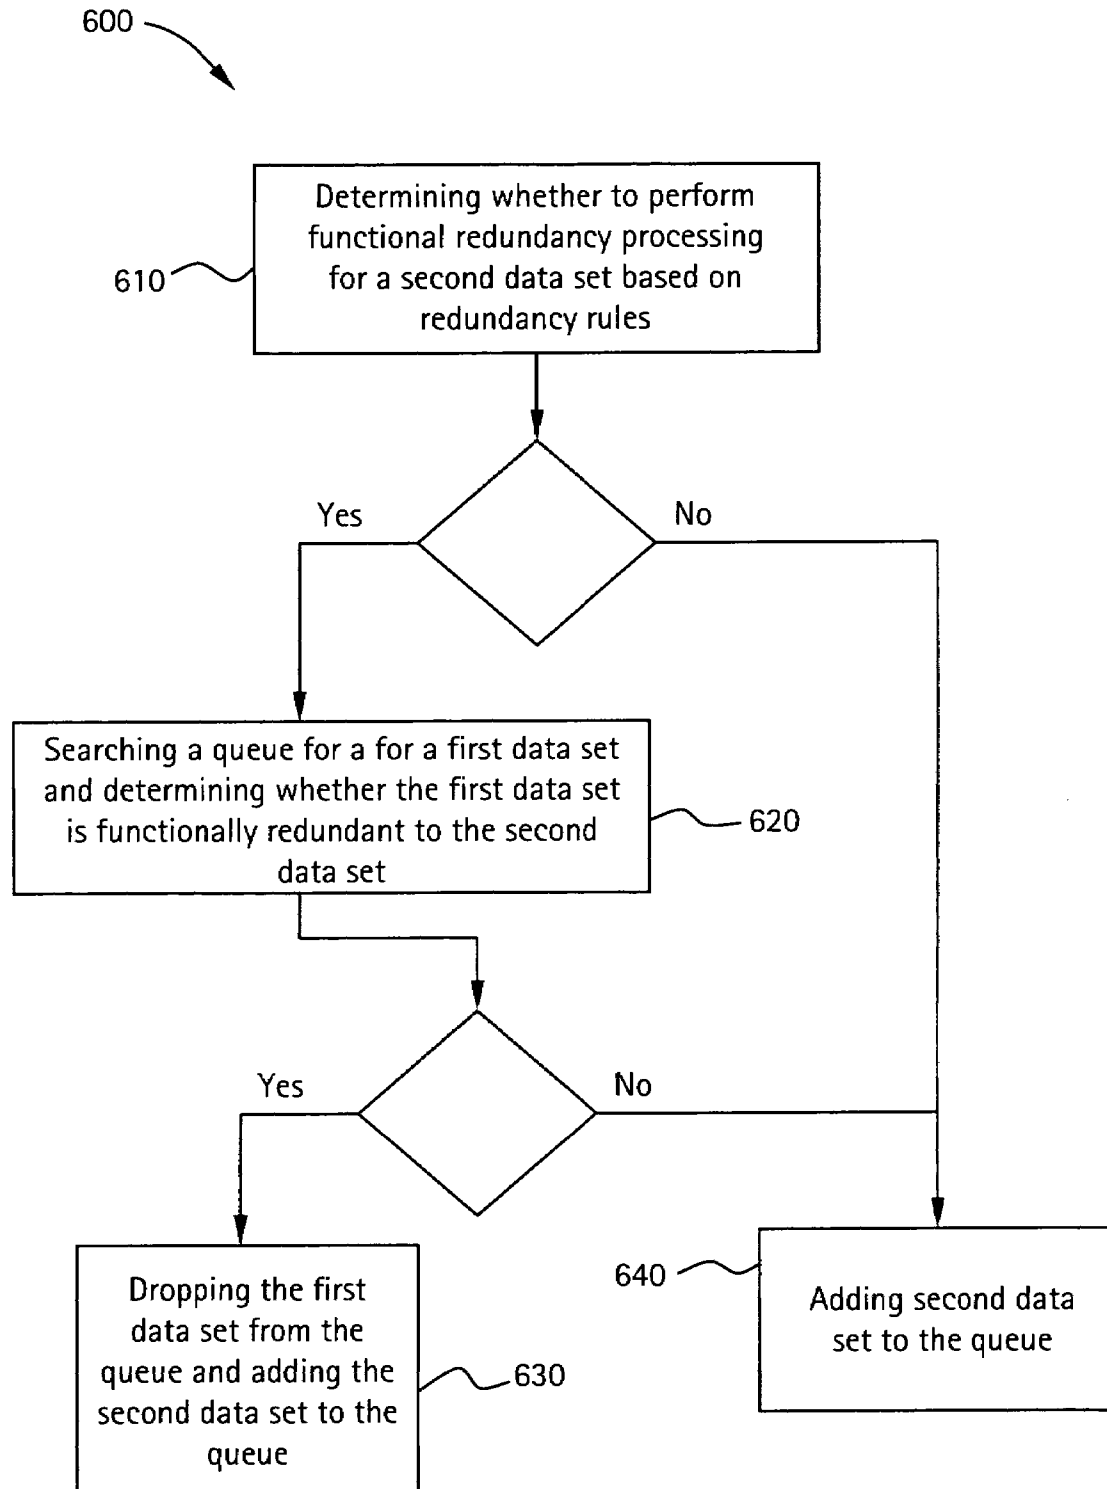 600
Determining whether to perform
functional redundancy processing
for a second data set based on
redundancy rules
610
Yes
No
Searching a queue for a for a first data set
and determining whether the first data set
is functionally redundant to the second
data set
620
Yes
No
Dropping the first
data set from the
queue and adding the
second data set to the
queue
630
640
Adding second data
set to the queue